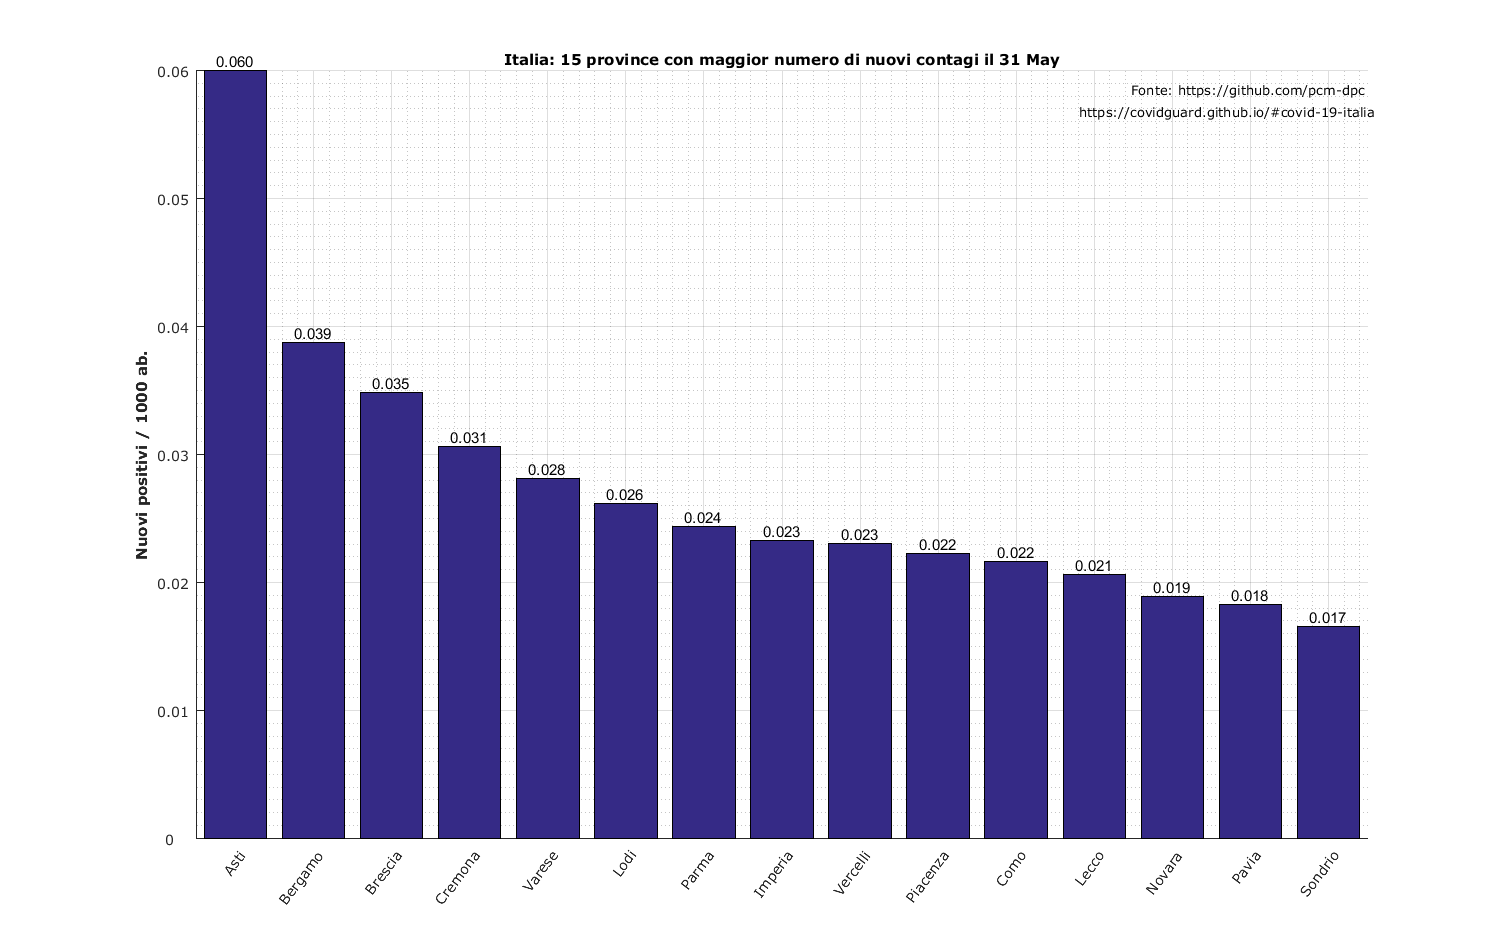 Italia: 15 province con maggior numero di nuovi contagi il 31 May
Fonte: https://github.com/pcm-dpc
https://covidguard.github.io/#covid-19-italia
Nuovi positivi / 1000 ab.
0.06
0.05
0.04
0.03
0.02
0.01
0
0.060
0.039
0.035
0.031
0.028
0.026
0.024
0.023
0.023
0.022
0.022
0.021
0.019
0.018
0.017
Asti
Bergamo
Brescia
Cremona
Varese
Lodi
Parma
Imperia
Vercelli
Piacenza
Como
Lecco
Novara
Pavia
Sondrio